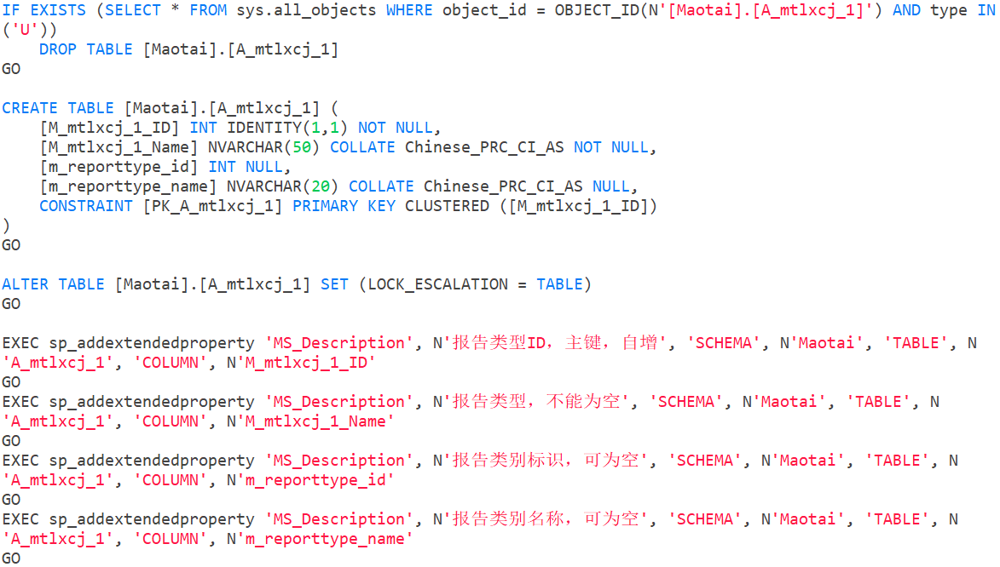 IF EXISTS (SELECT * FROM sys.all_objects WHERE object_id = OBJECT_ID(N'[Maotai].[A_mtlxcj_1]') AND type IN
('U'))
    DROP TABLE [Maotai].[A_mtlxcj_1]
GO

CREATE TABLE [Maotai].[A_mtlxcj_1] (
    [M_mtlxcj_1_ID] INT IDENTITY(1,1) NOT NULL,
    [M_mtlxcj_1_Name] NVARCHAR(50) COLLATE Chinese_PRC_CI_AS NOT NULL,
    [m_reporttype_id] INT NULL,
    [m_reporttype_name] NVARCHAR(20) COLLATE Chinese_PRC_CI_AS NULL,
    CONSTRAINT [PK_A_mtlxcj_1] PRIMARY KEY CLUSTERED ([M_mtlxcj_1_ID])
)
GO

ALTER TABLE [Maotai].[A_mtlxcj_1] SET (LOCK_ESCALATION = TABLE)
GO

EXEC sp_addextendedproperty 'MS_Description', N'报告类型ID，主键，自增', 'SCHEMA', N'Maotai', 'TABLE', N
'A_mtlxcj_1', 'COLUMN', N'M_mtlxcj_1_ID'
GO
EXEC sp_addextendedproperty 'MS_Description', N'报告类型，不能为空', 'SCHEMA', N'Maotai', 'TABLE', N
'A_mtlxcj_1', 'COLUMN', N'M_mtlxcj_1_Name'
GO
EXEC sp_addextendedproperty 'MS_Description', N'报告类别标识，可为空', 'SCHEMA', N'Maotai', 'TABLE', N
'A_mtlxcj_1', 'COLUMN', N'm_reporttype_id'
GO
EXEC sp_addextendedproperty 'MS_Description', N'报告类别名称，可为空', 'SCHEMA', N'Maotai', 'TABLE', N
'A_mtlxcj_1', 'COLUMN', N'm_reporttype_name'
GO